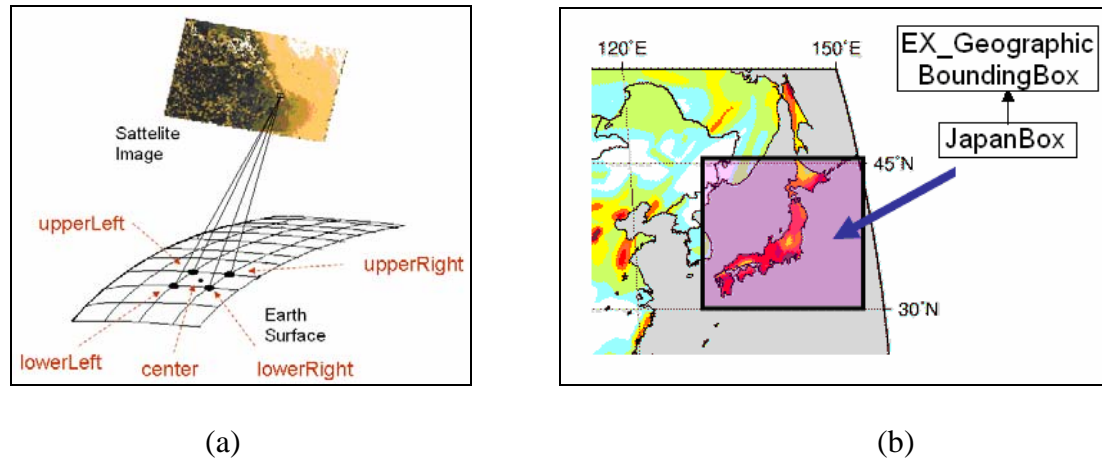 Sattelite
Image
upperLeft
upperRight
Earth
Surface
lowerLeft
center
lowerRight
(a)
120°E
150°E
EX_Geographic
BoundingBox
JapanBox
45°N
30°N
(b)